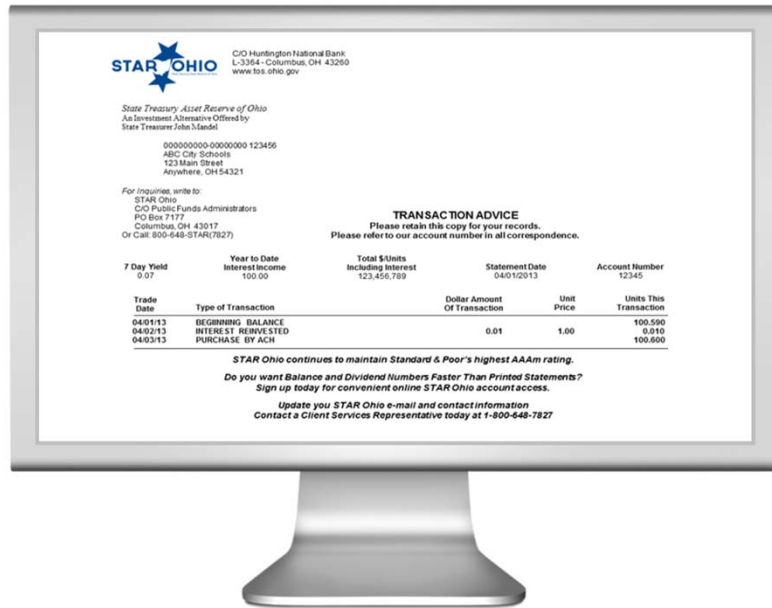 STAR OHIO
C/O Huntington National Bank
L-3364 - Columbus, OH 43260
www.tos.ohio.gov
State Treasury Asset Reserve of Ohio
An Investment Alternative Offered by
State Treasurer John Mandel
000000000-00000000 123456
ABC City Schools
123 Main Street
Anywhere, OH 54321
For Inquiries, write to:
STAR Ohio
C/O Public Funds Administrators
PO Box 7177
Columbus, OH 43017
Or Call: 800-648-STAR(7827)
TRANSACTION ADVICE
Please retain this copy for your records.
Please refer to our account number in all correspondence.
7 Day Yield Year to Date Interest Income Total $/Units Including Interest Statement Date Account Number
0.07 100.00 123,456,789 04/01/2013 12345
Trade Date Type of Transaction Dollar Amount Of Transaction Unit Price Units This Transaction
04/01/13 BEGINNING BALANCE 100.590
04/02/13 INTEREST REINVESTED 0.01 1.00 0.010
04/03/13 PURCHASE BY ACH 100.600
STAR Ohio continues to maintain Standard & Poor's highest AAAm rating.
Do you want Balance and Dividend Numbers Faster Than Printed Statements?
Sign up today for convenient online STAR Ohio account access.
Update you STAR Ohio e-mail and contact information
Contact a Client Services Representative today at 1-800-648-7827